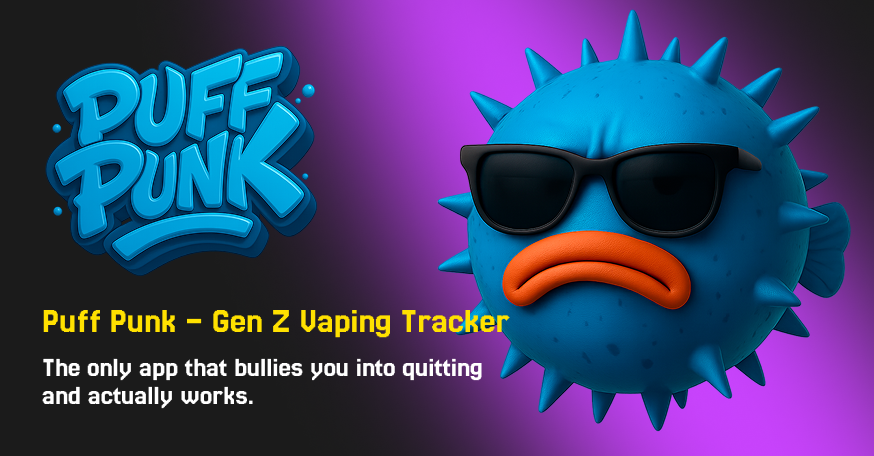 PUFF
PUNK
Puff Punk – Gen Z Vaping Tracker
The only app that bullies you into quitting
and actually works.